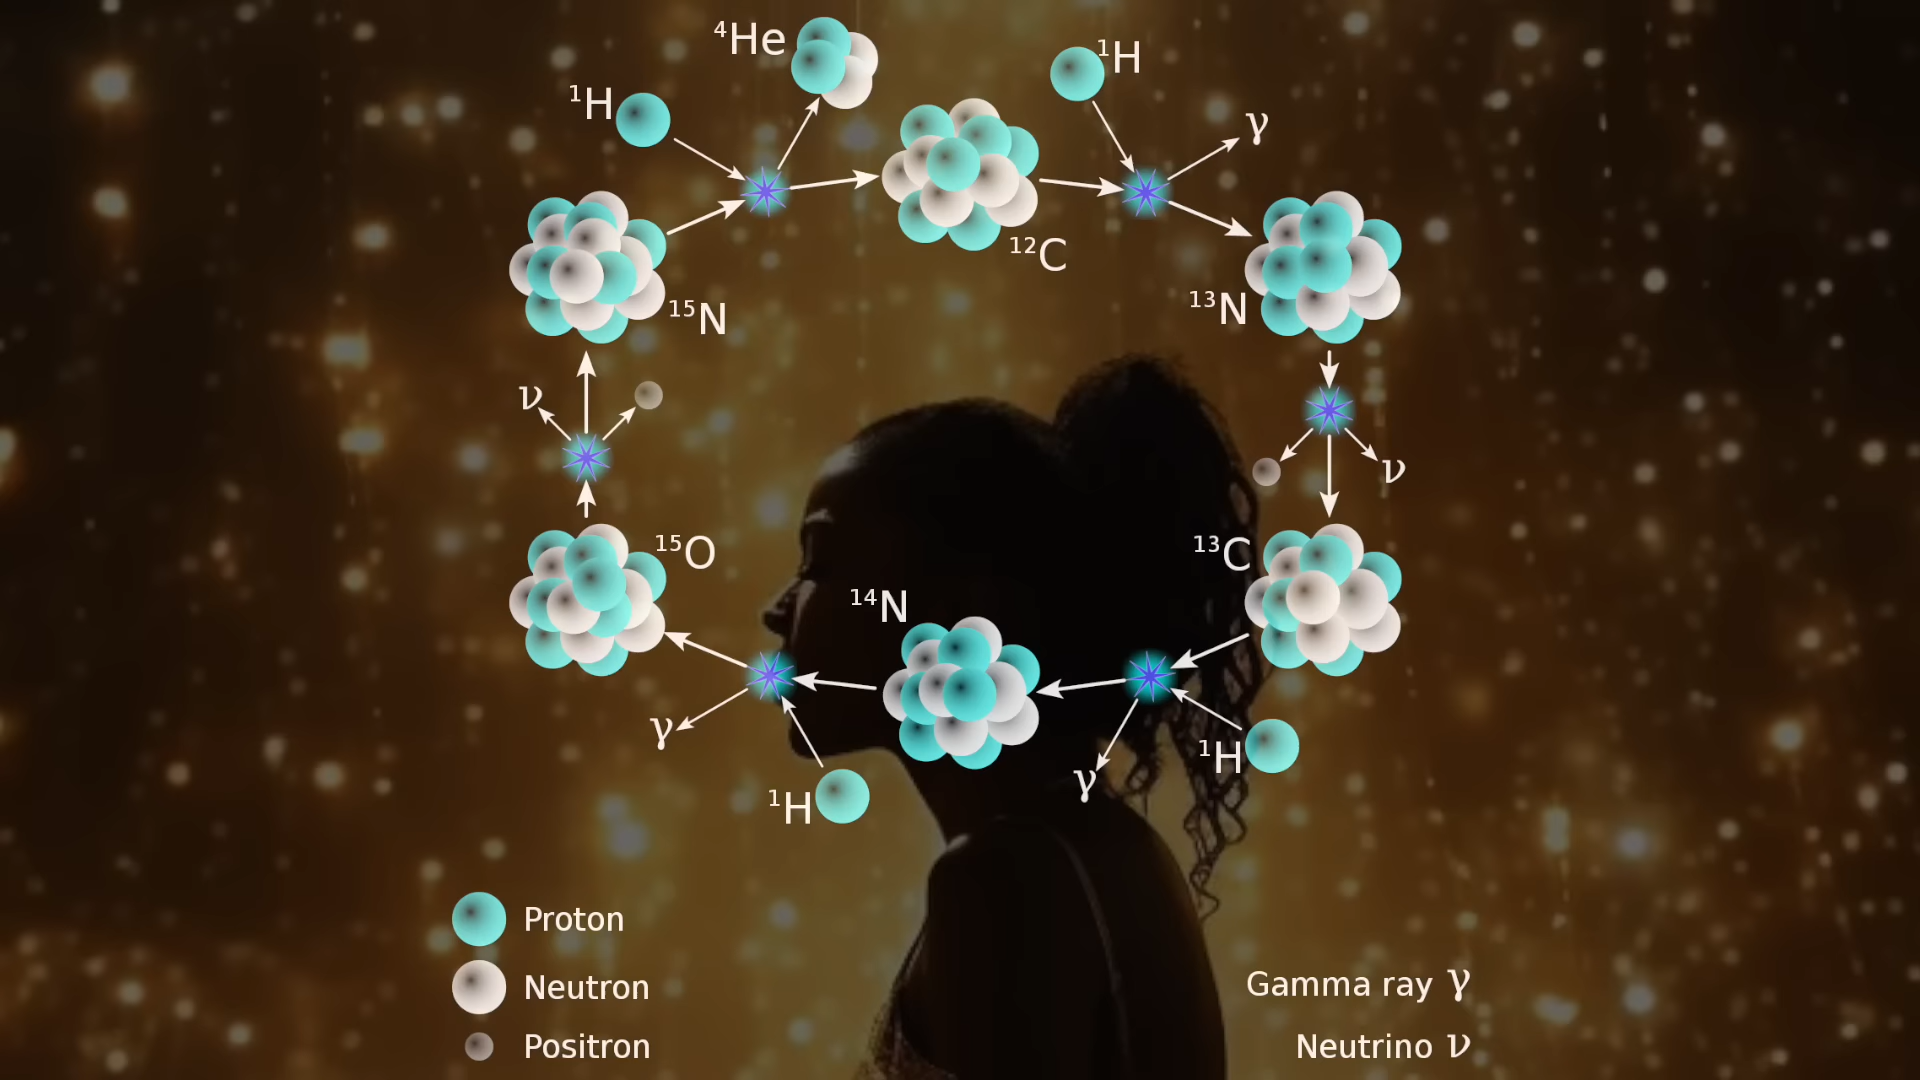 ⁴He
¹H
¹H
γ
¹²C
¹⁵N
¹³N
ν
ν
¹⁵O
¹³C
¹⁴N
γ
¹H
γ
¹H
Proton
Neutron
Positron
Gamma ray γ
Neutrino ν